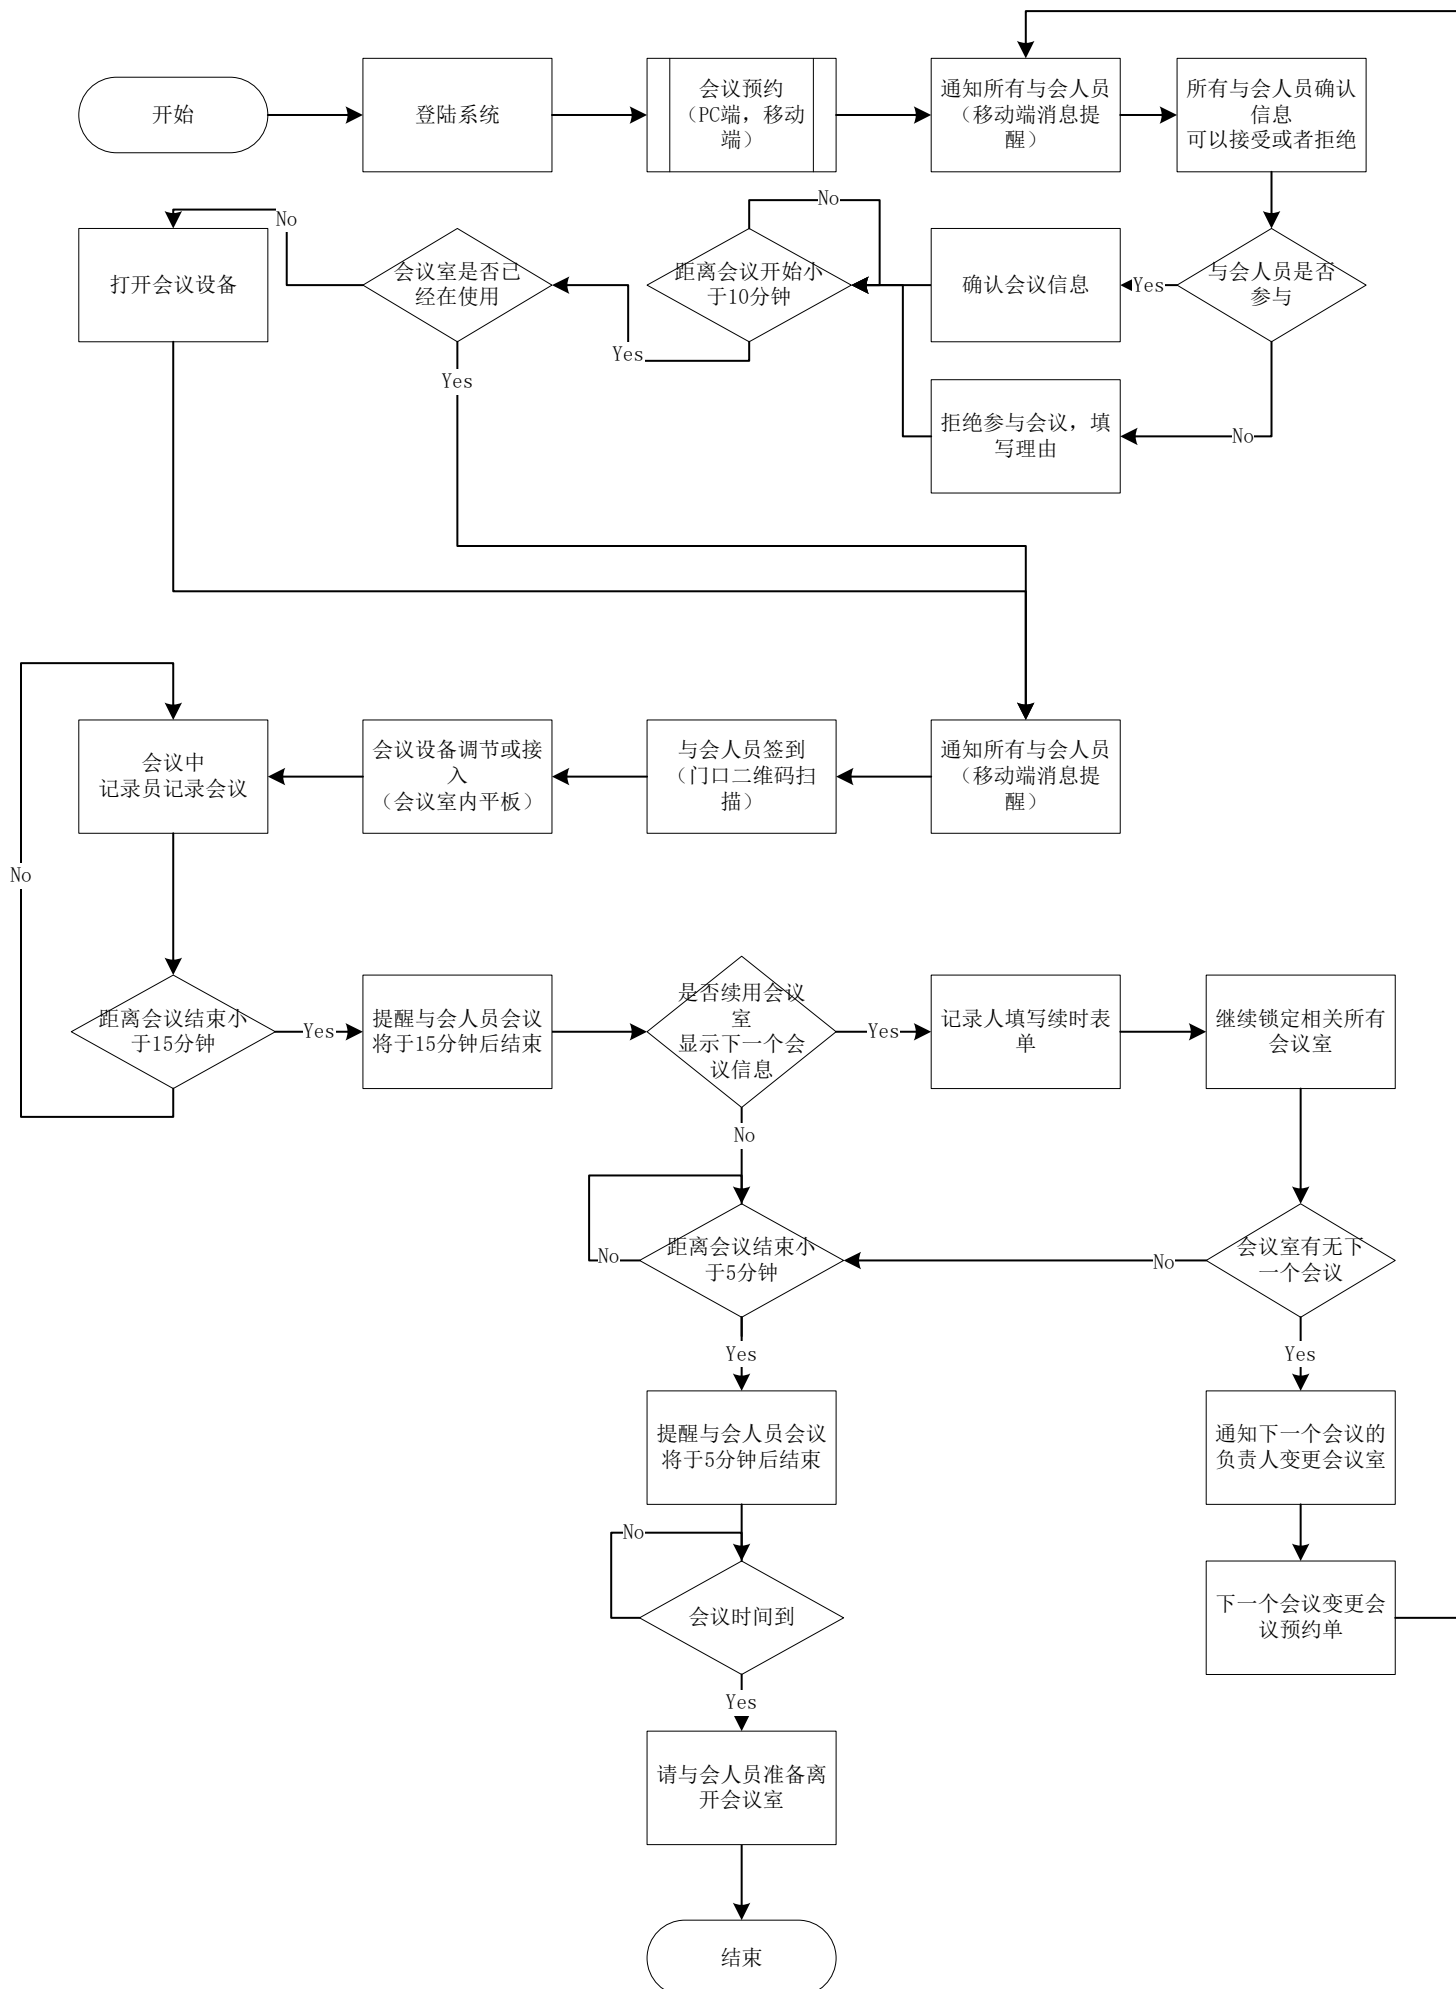 开始
登陆系统
会议预约
（PC端，移动
端）
通知所有与会人员
（移动端消息提
醒）
所有与会人员确认
信息
可以接受或者拒绝
No
No
打开会议设备
会议室是否已
经在使用
距离会议开始小
于10分钟
确认会议信息
Yes
与会人员是否
参与
Yes
Yes
拒绝参与会议，填
写理由
No
会议中
记录员记录会议
会议设备调节或接
入
（会议室内平板）
与会人员签到
（门口二维码扫
描）
通知所有与会人员
（移动端消息提
醒）
No
距离会议结束小
于15分钟
Yes
提醒与会人员会议
将于15分钟后结束
是否续用会议
室
显示下一个会
议信息
Yes
记录人填写续时表
单
继续锁定相关所有
会议室
No
No
距离会议结束小
于5分钟
No
会议室有无下
一个会议
Yes
Yes
提醒与会人员会议
将于5分钟后结束
通知下一个会议的
负责人变更会议室
No
会议时间到
下一个会议变更会
议预约单
Yes
请与会人员准备离
开会议室
结束